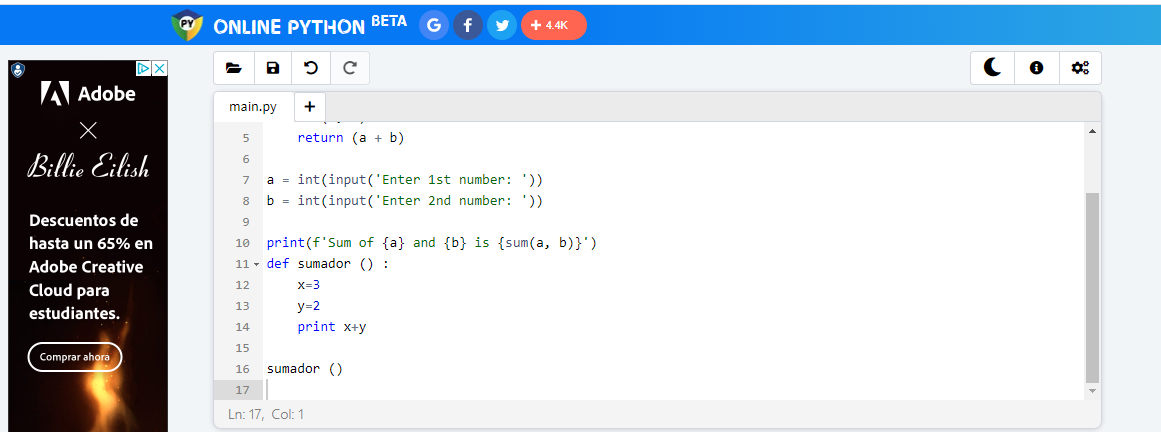 PY ONLINE PYTHON BETA G f + 4.4K
Adobe
×
Billie Eilish
Descuentos de
hasta un 65% en
Adobe Creative
Cloud para
estudiantes.
Comprar ahora
main.py +
5 return (a + b)
6
7 a = int(input('Enter 1st number: '))
8 b = int(input('Enter 2nd number: '))
9
10 print(f'Sum of {a} and {b} is {sum(a, b)}')
11 def sumador () :
12 x=3
13 y=2
14 print x+y
15
16 sumador ()
17
Ln: 17, Col: 1